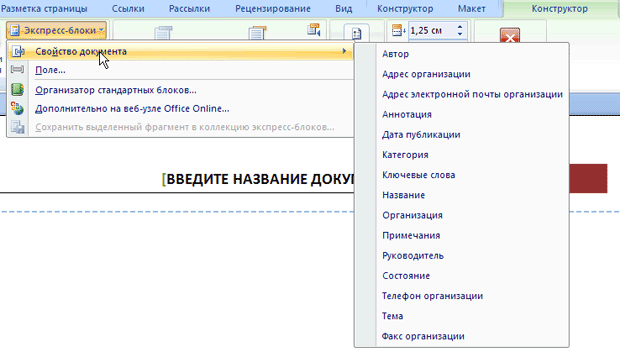 Разметка страницы Ссылки Рассылки Рецензирование Вид Конструктор Макет Конструктор
Экспресс-блоки 1,25 см
Свойство документа
Поле...
Организатор стандартных блоков...
Дополнительно на веб-узле Office Online...
Сохранить выделенный фрагмент в коллекцию экспресс-блоков...
Автор
Адрес организации
Адрес электронной почты организации
Аннотация
Дата публикации
Категория
Ключевые слова
Название
Организация
Примечания
Руководитель
Состояние
Телефон организации
Тема
Факс организации
[ВВЕДИТЕ НАЗВАНИЕ ДОКУ